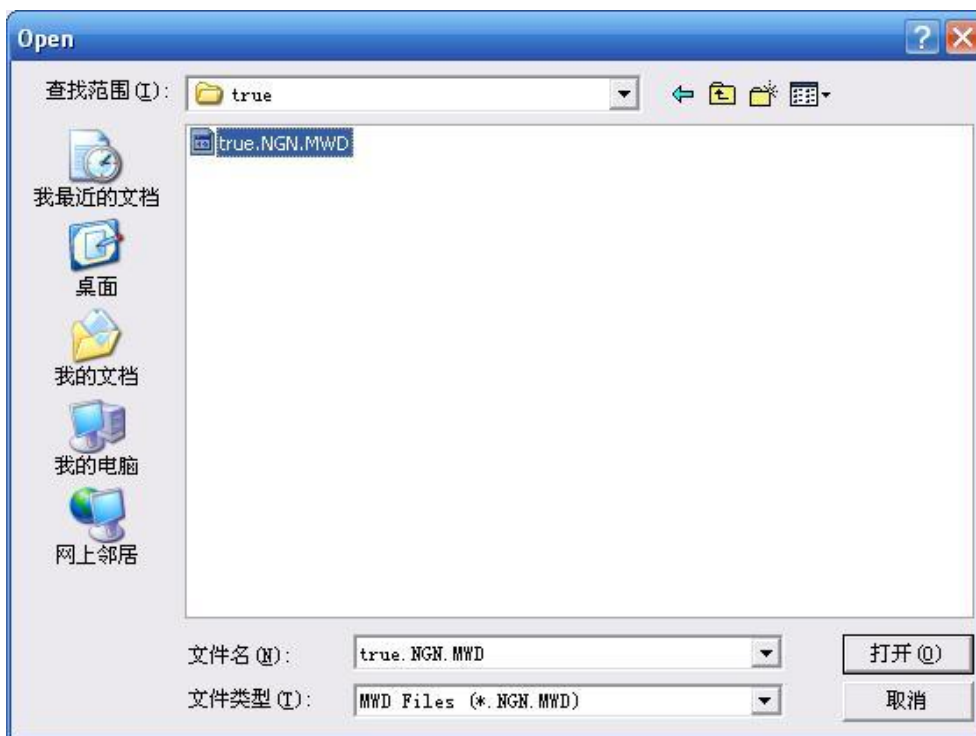 Open
查找范围(I):
true
true.NGN.MWD
我最近的文档
桌面
我的文档
我的电脑
网上邻居
文件名(N):
true.NGN.MWD
打开(O)
文件类型(T):
MWD Files (*.NGN.MWD)
取消